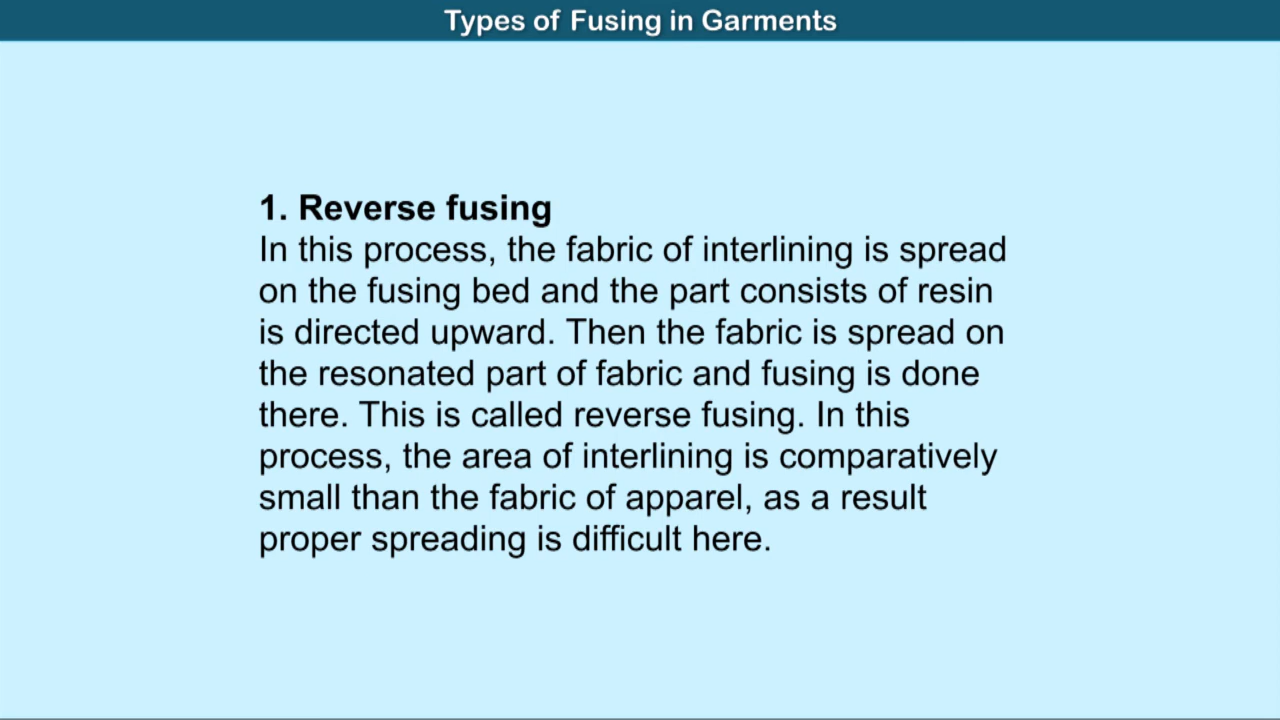 Types of Fusing in Garments
1. Reverse fusing
In this process, the fabric of interlining is spread
on the fusing bed and the part consists of resin
is directed upward. Then the fabric is spread on
the resonated part of fabric and fusing is done
there. This is called reverse fusing. In this
process, the area of interlining is comparatively
small than the fabric of apparel, as a result
proper spreading is difficult here.